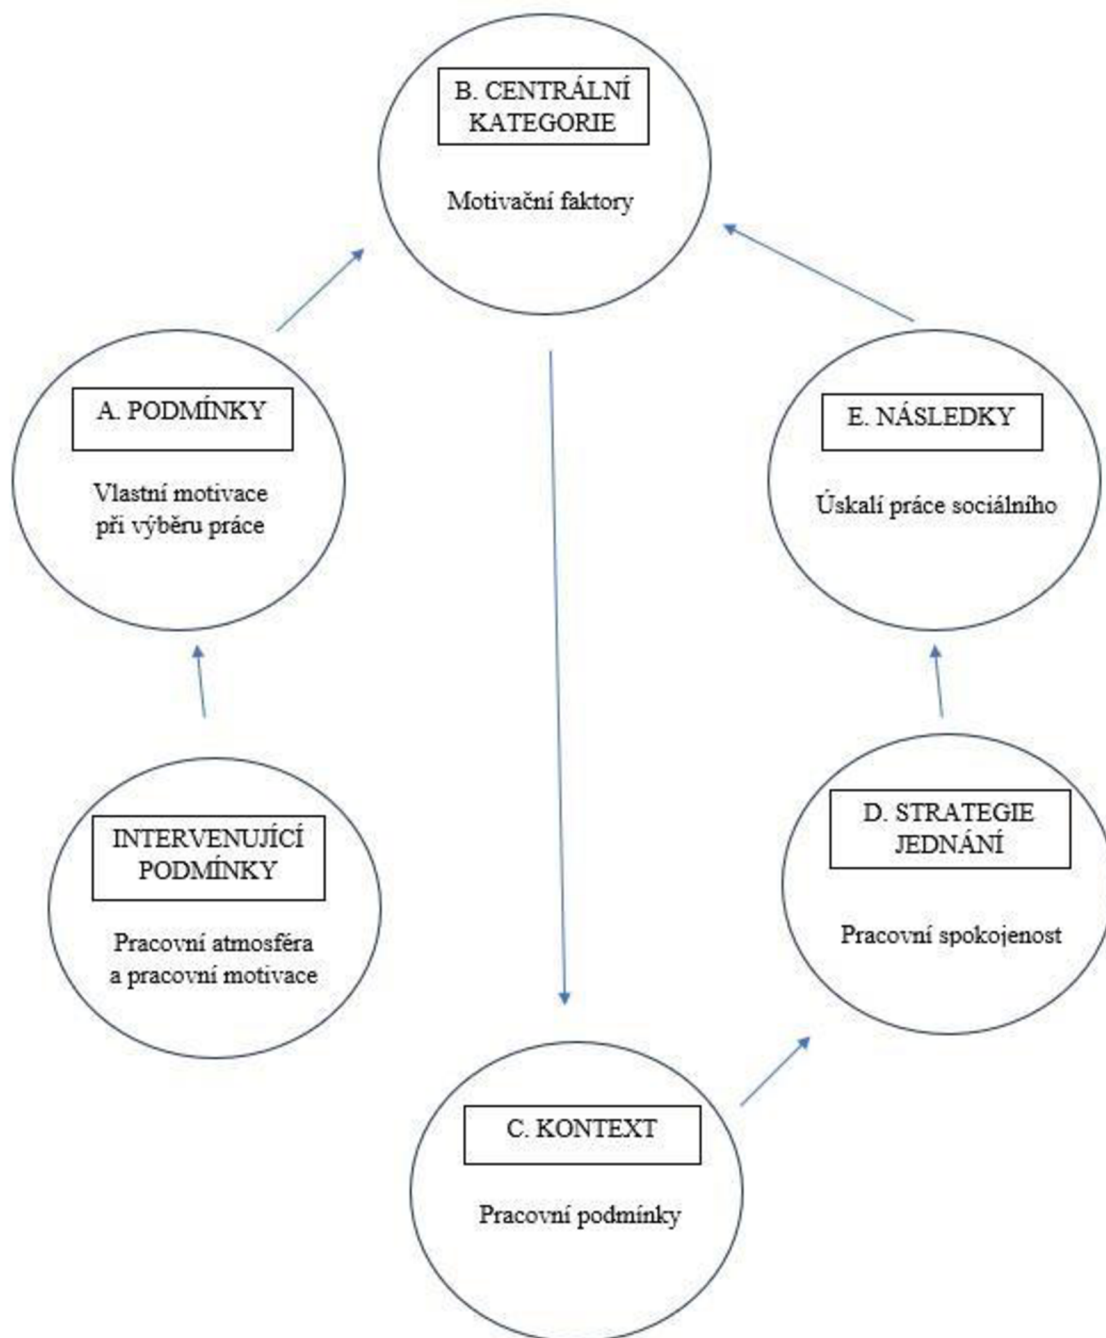 B. CENTRÁLNÍ
KATEGORIE
Motivační faktory
A. PODMÍNKY
Vlastní motivace
při výběru práce
E. NÁSLEDKY
Úskalí práce sociálního
INTERVENUJÍCÍ
PODMÍNKY
Pracovní atmosféra
a pracovní motivace
D. STRATEGIE
JEDNÁNÍ
Pracovní spokojenost
C. KONTEXT
Pracovní podmínky